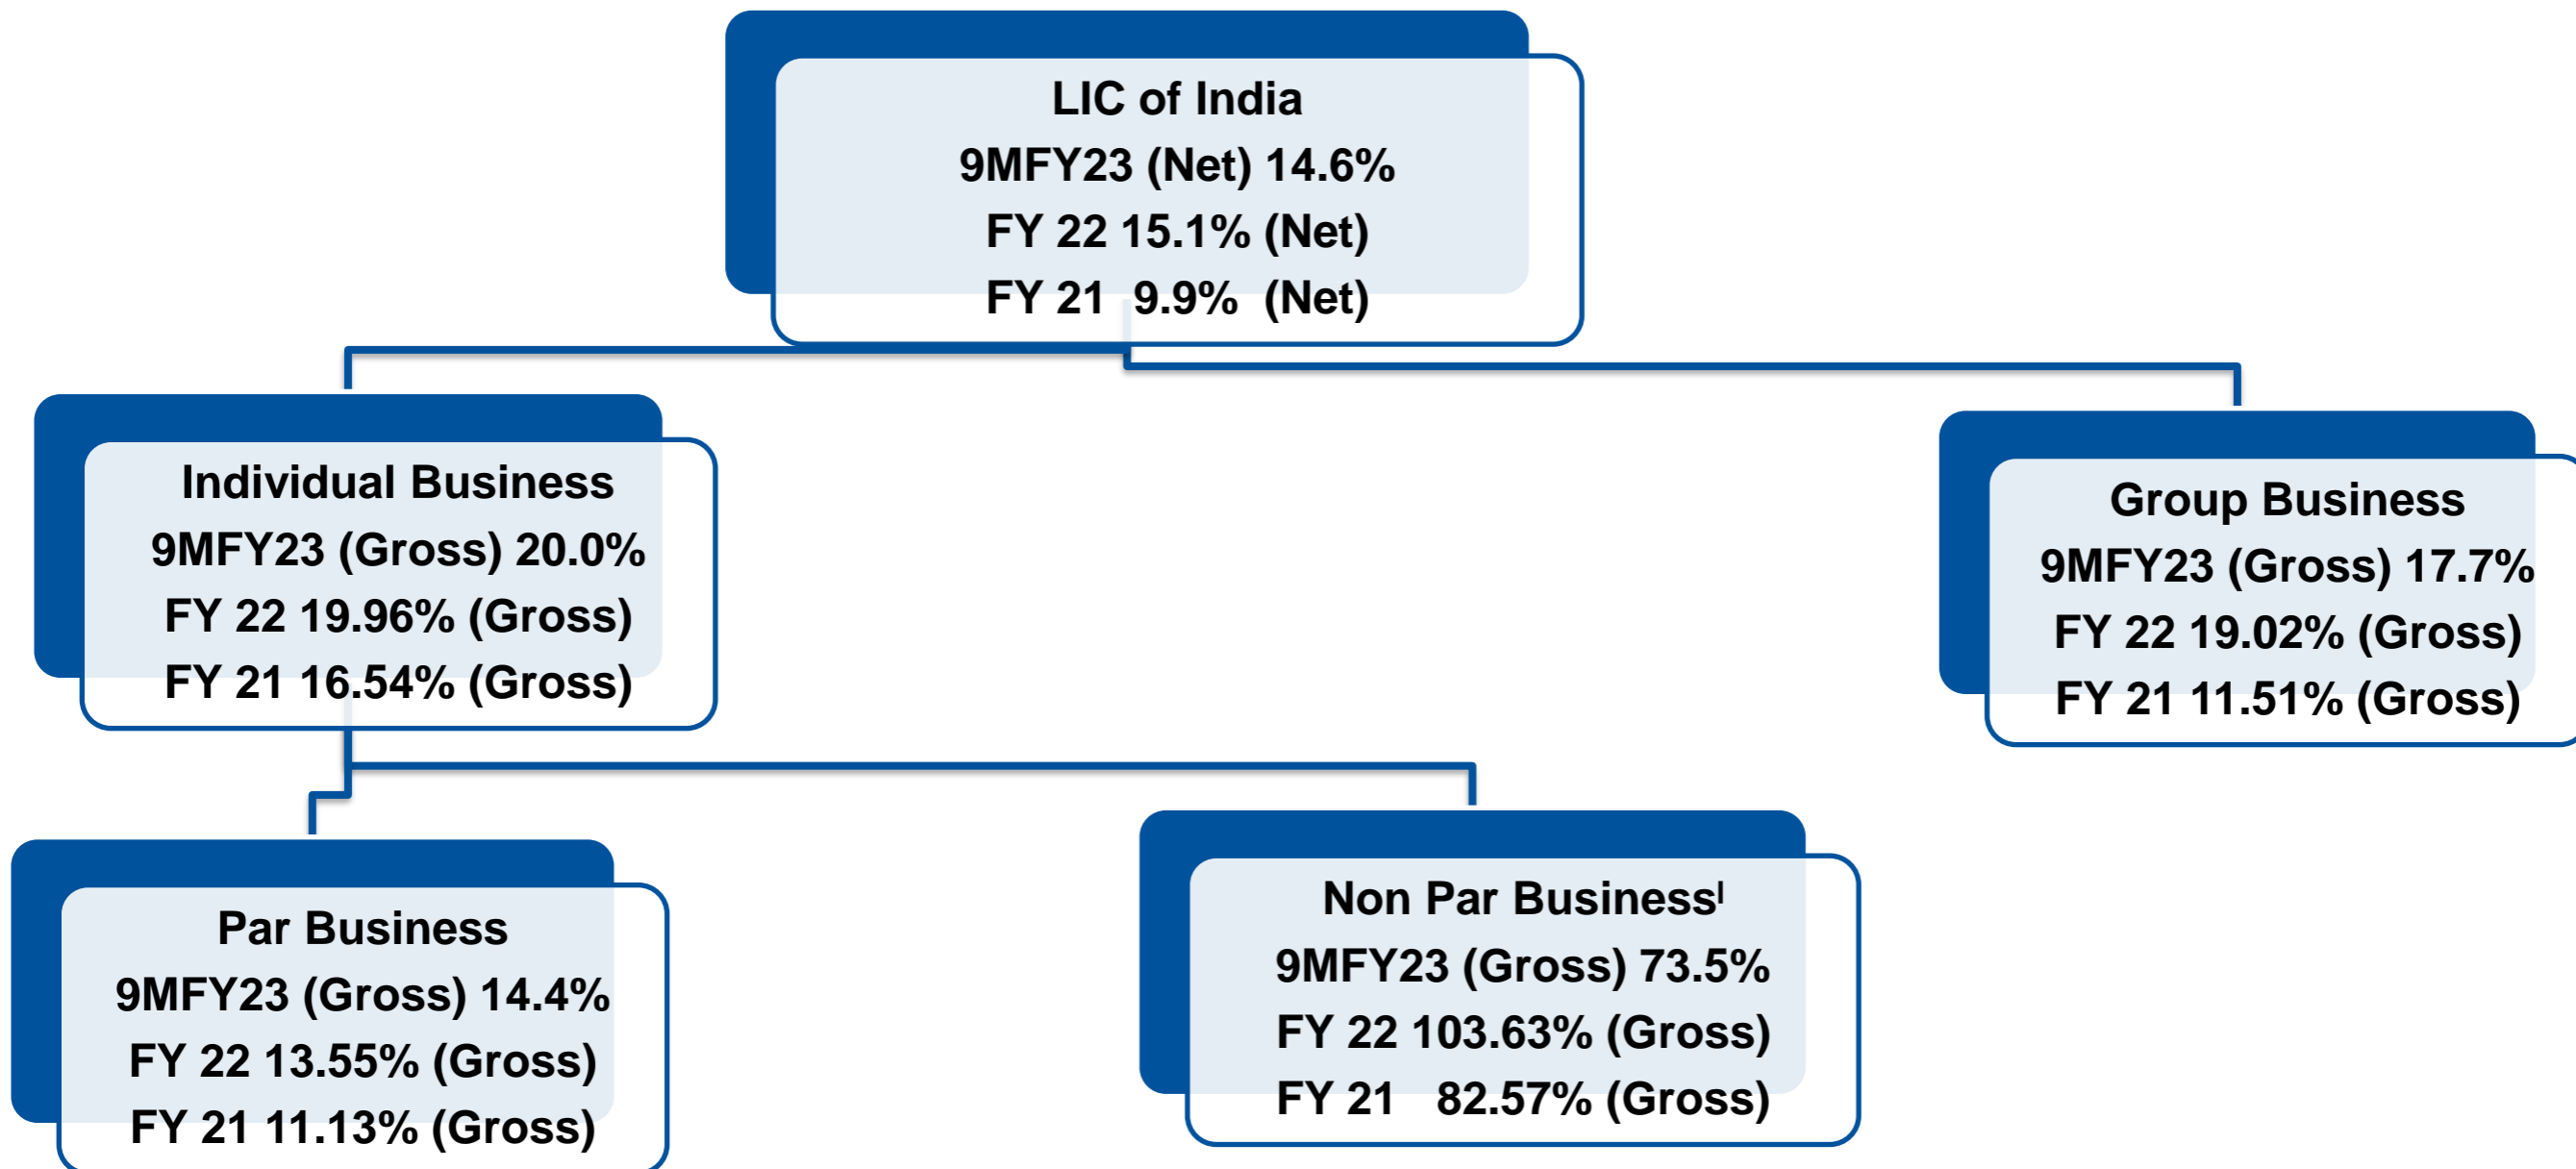 LIC of India
9MFY23 (Net) 14.6%
FY 22 15.1% (Net)
FY 21 9.9% (Net)
Individual Business
9MFY23 (Gross) 20.0%
FY 22 19.96% (Gross)
FY 21 16.54% (Gross)
Group Business
9MFY23 (Gross) 17.7%
FY 22 19.02% (Gross)
FY 21 11.51% (Gross)
Par Business
9MFY23 (Gross) 14.4%
FY 22 13.55% (Gross)
FY 21 11.13% (Gross)
Non Par Businessˡ
9MFY23 (Gross) 73.5%
FY 22 103.63% (Gross)
FY 21 82.57% (Gross)